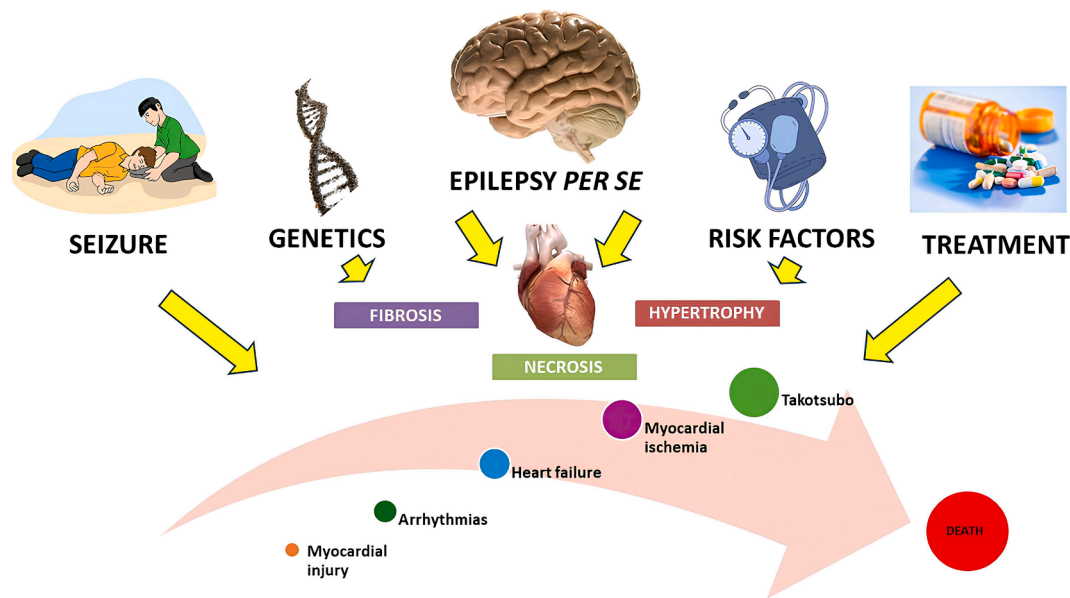 EPILEPSY PER SE
SEIZURE
GENETICS
RISK FACTORS
TREATMENT
FIBROSIS
HYPERTROPHY
NECROSIS
Takotsubo
Myocardial
ischemia
Heart failure
Arrhythmias
Myocardial
injury
DEATH